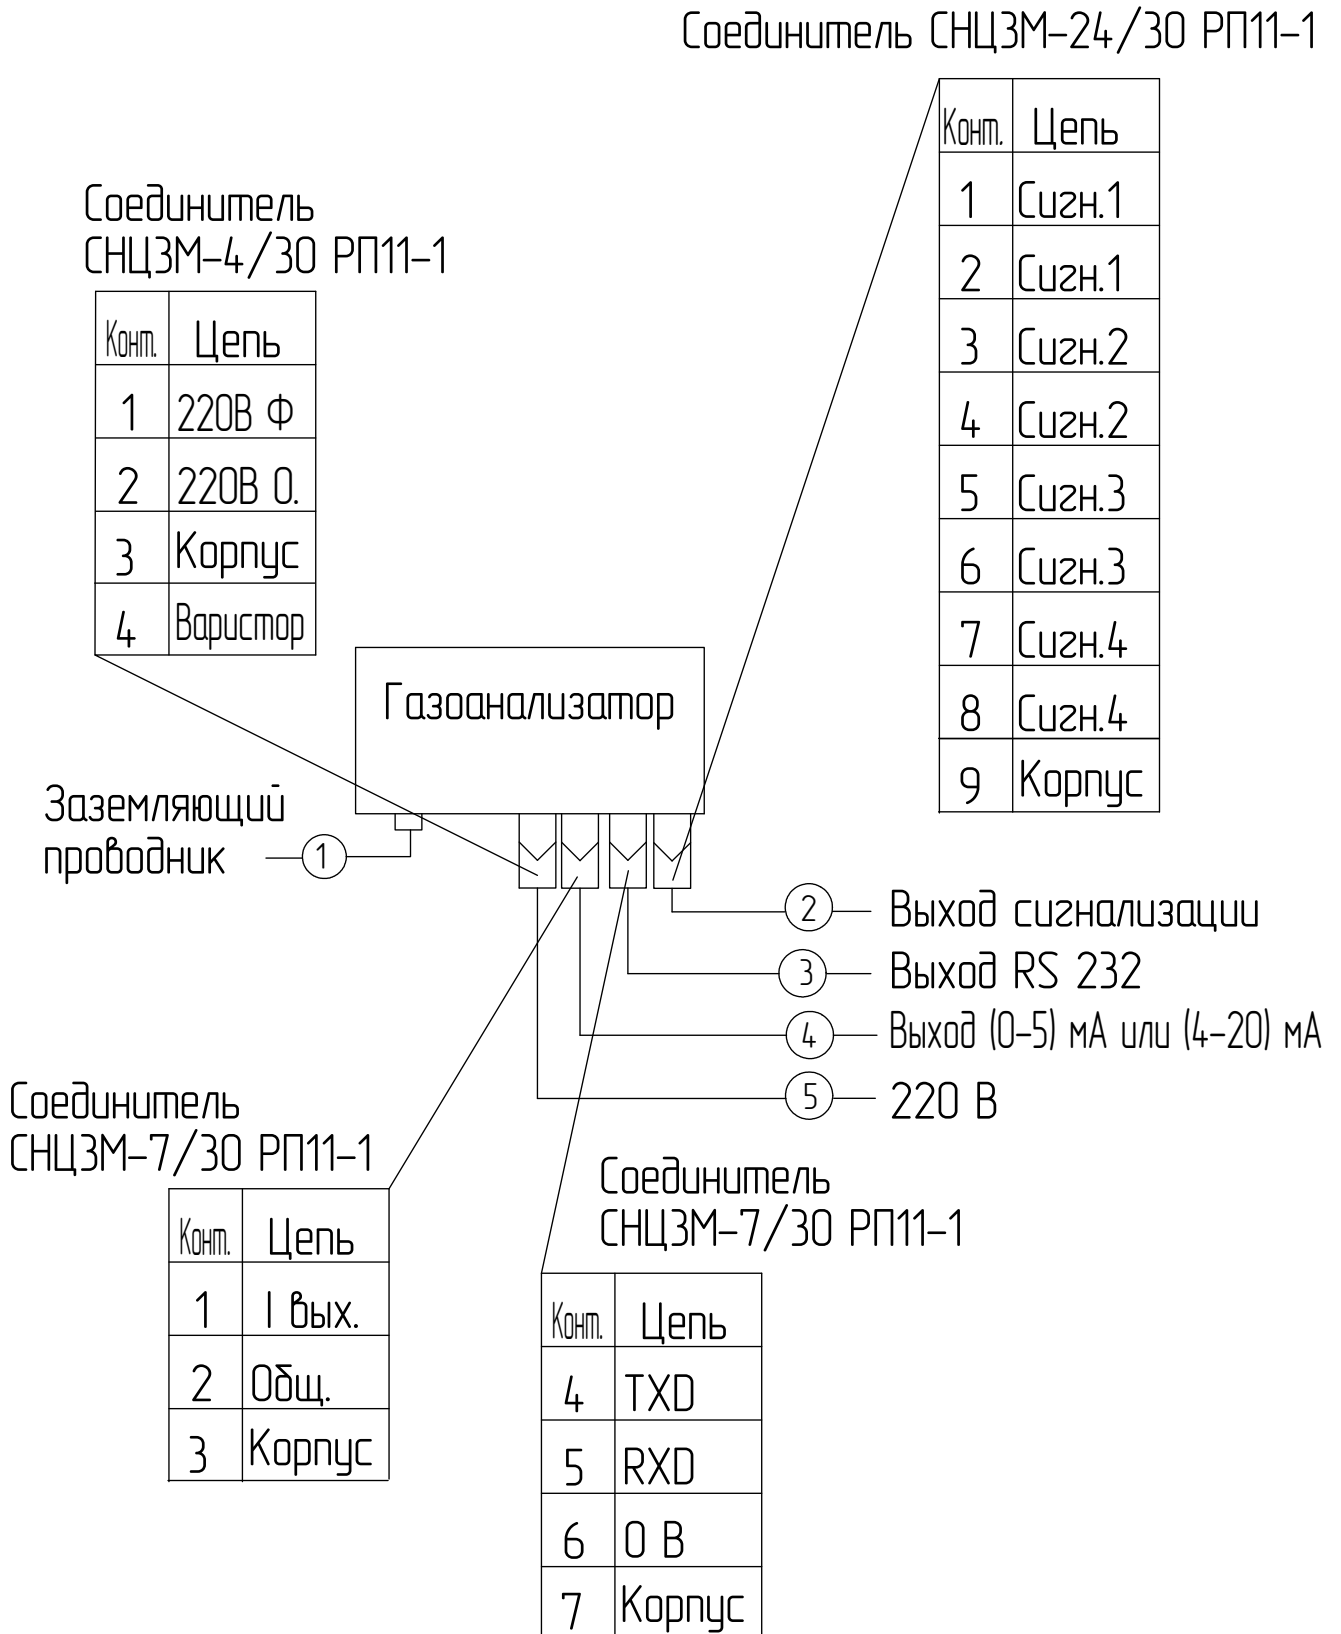 Соединитель СНЦ3М-24/30 РП11-1
Конт. Цепь
1 Сигн.1
2 Сигн.1
3 Сигн.2
4 Сигн.2
5 Сигн.3
6 Сигн.3
7 Сигн.4
8 Сигн.4
9 Корпус
Соединитель
СНЦ3М-4/30 РП11-1
Конт. Цепь
1 220В Ф
2 220В 0.
3 Корпус
4 Варистор
Газоанализатор
Заземляющий
проводник
1
2 Выход сигнализации
3 Выход RS 232
4 Выход (0-5) мА или (4-20) мА
5 220 В
Соединитель
СНЦ3М-7/30 РП11-1
Конт. Цепь
1 I вых.
2 Общ.
3 Корпус
Соединитель
СНЦ3М-7/30 РП11-1
Конт. Цепь
4 TXD
5 RXD
6 0 В
7 Корпус